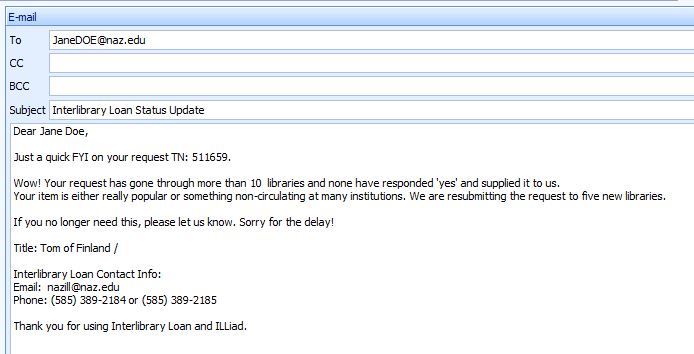 E-mail
To JaneDOE@naz.edu
CC
BCC
Subject Interlibrary Loan Status Update
Dear Jane Doe,
Just a quick FYI on your request TN: 511659.
Wow! Your request has gone through more than 10  libraries and none have responded 'yes' and supplied it to us.
Your item is either really popular or something non-circulating at many institutions. We are resubmitting the request to five new libraries.
If you no longer need this, please let us know. Sorry for the delay!
Title: Tom of Finland /
Interlibrary Loan Contact Info:
Email:  nazill@naz.edu
Phone: (585) 389-2184 or (585) 389-2185
Thank you for using Interlibrary Loan and ILLiad.